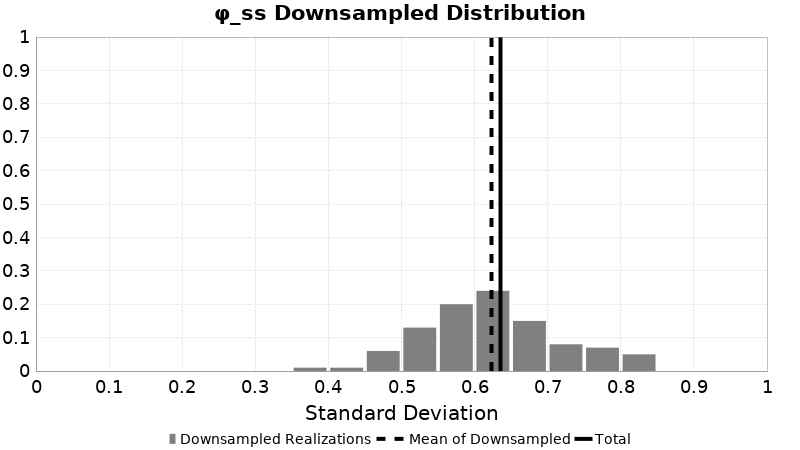 φ_ss Downsampled Distribution
1
0.9
0.8
0.7
0.6
0.5
0.4
0.3
0.2
0.1
0
0 0.1 0.2 0.3 0.4 0.5 0.6 0.7 0.8 0.9 1
Standard Deviation
Downsampled Realizations Mean of Downsampled Total